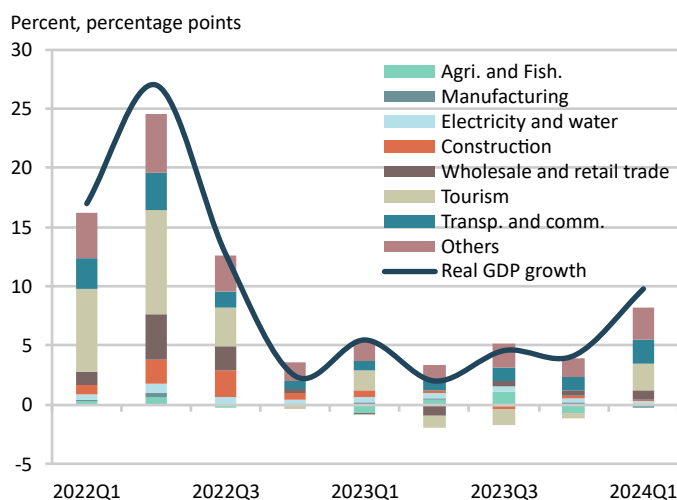 Percent, percentage points
30
25
20
15
10
5
0
-5
Agri. and Fish.
Manufacturing
Electricity and water
Construction
Wholesale and retail trade
Tourism
Transp. and comm.
Others
Real GDP growth
2022Q1 2022Q3 2023Q1 2023Q3 2024Q1